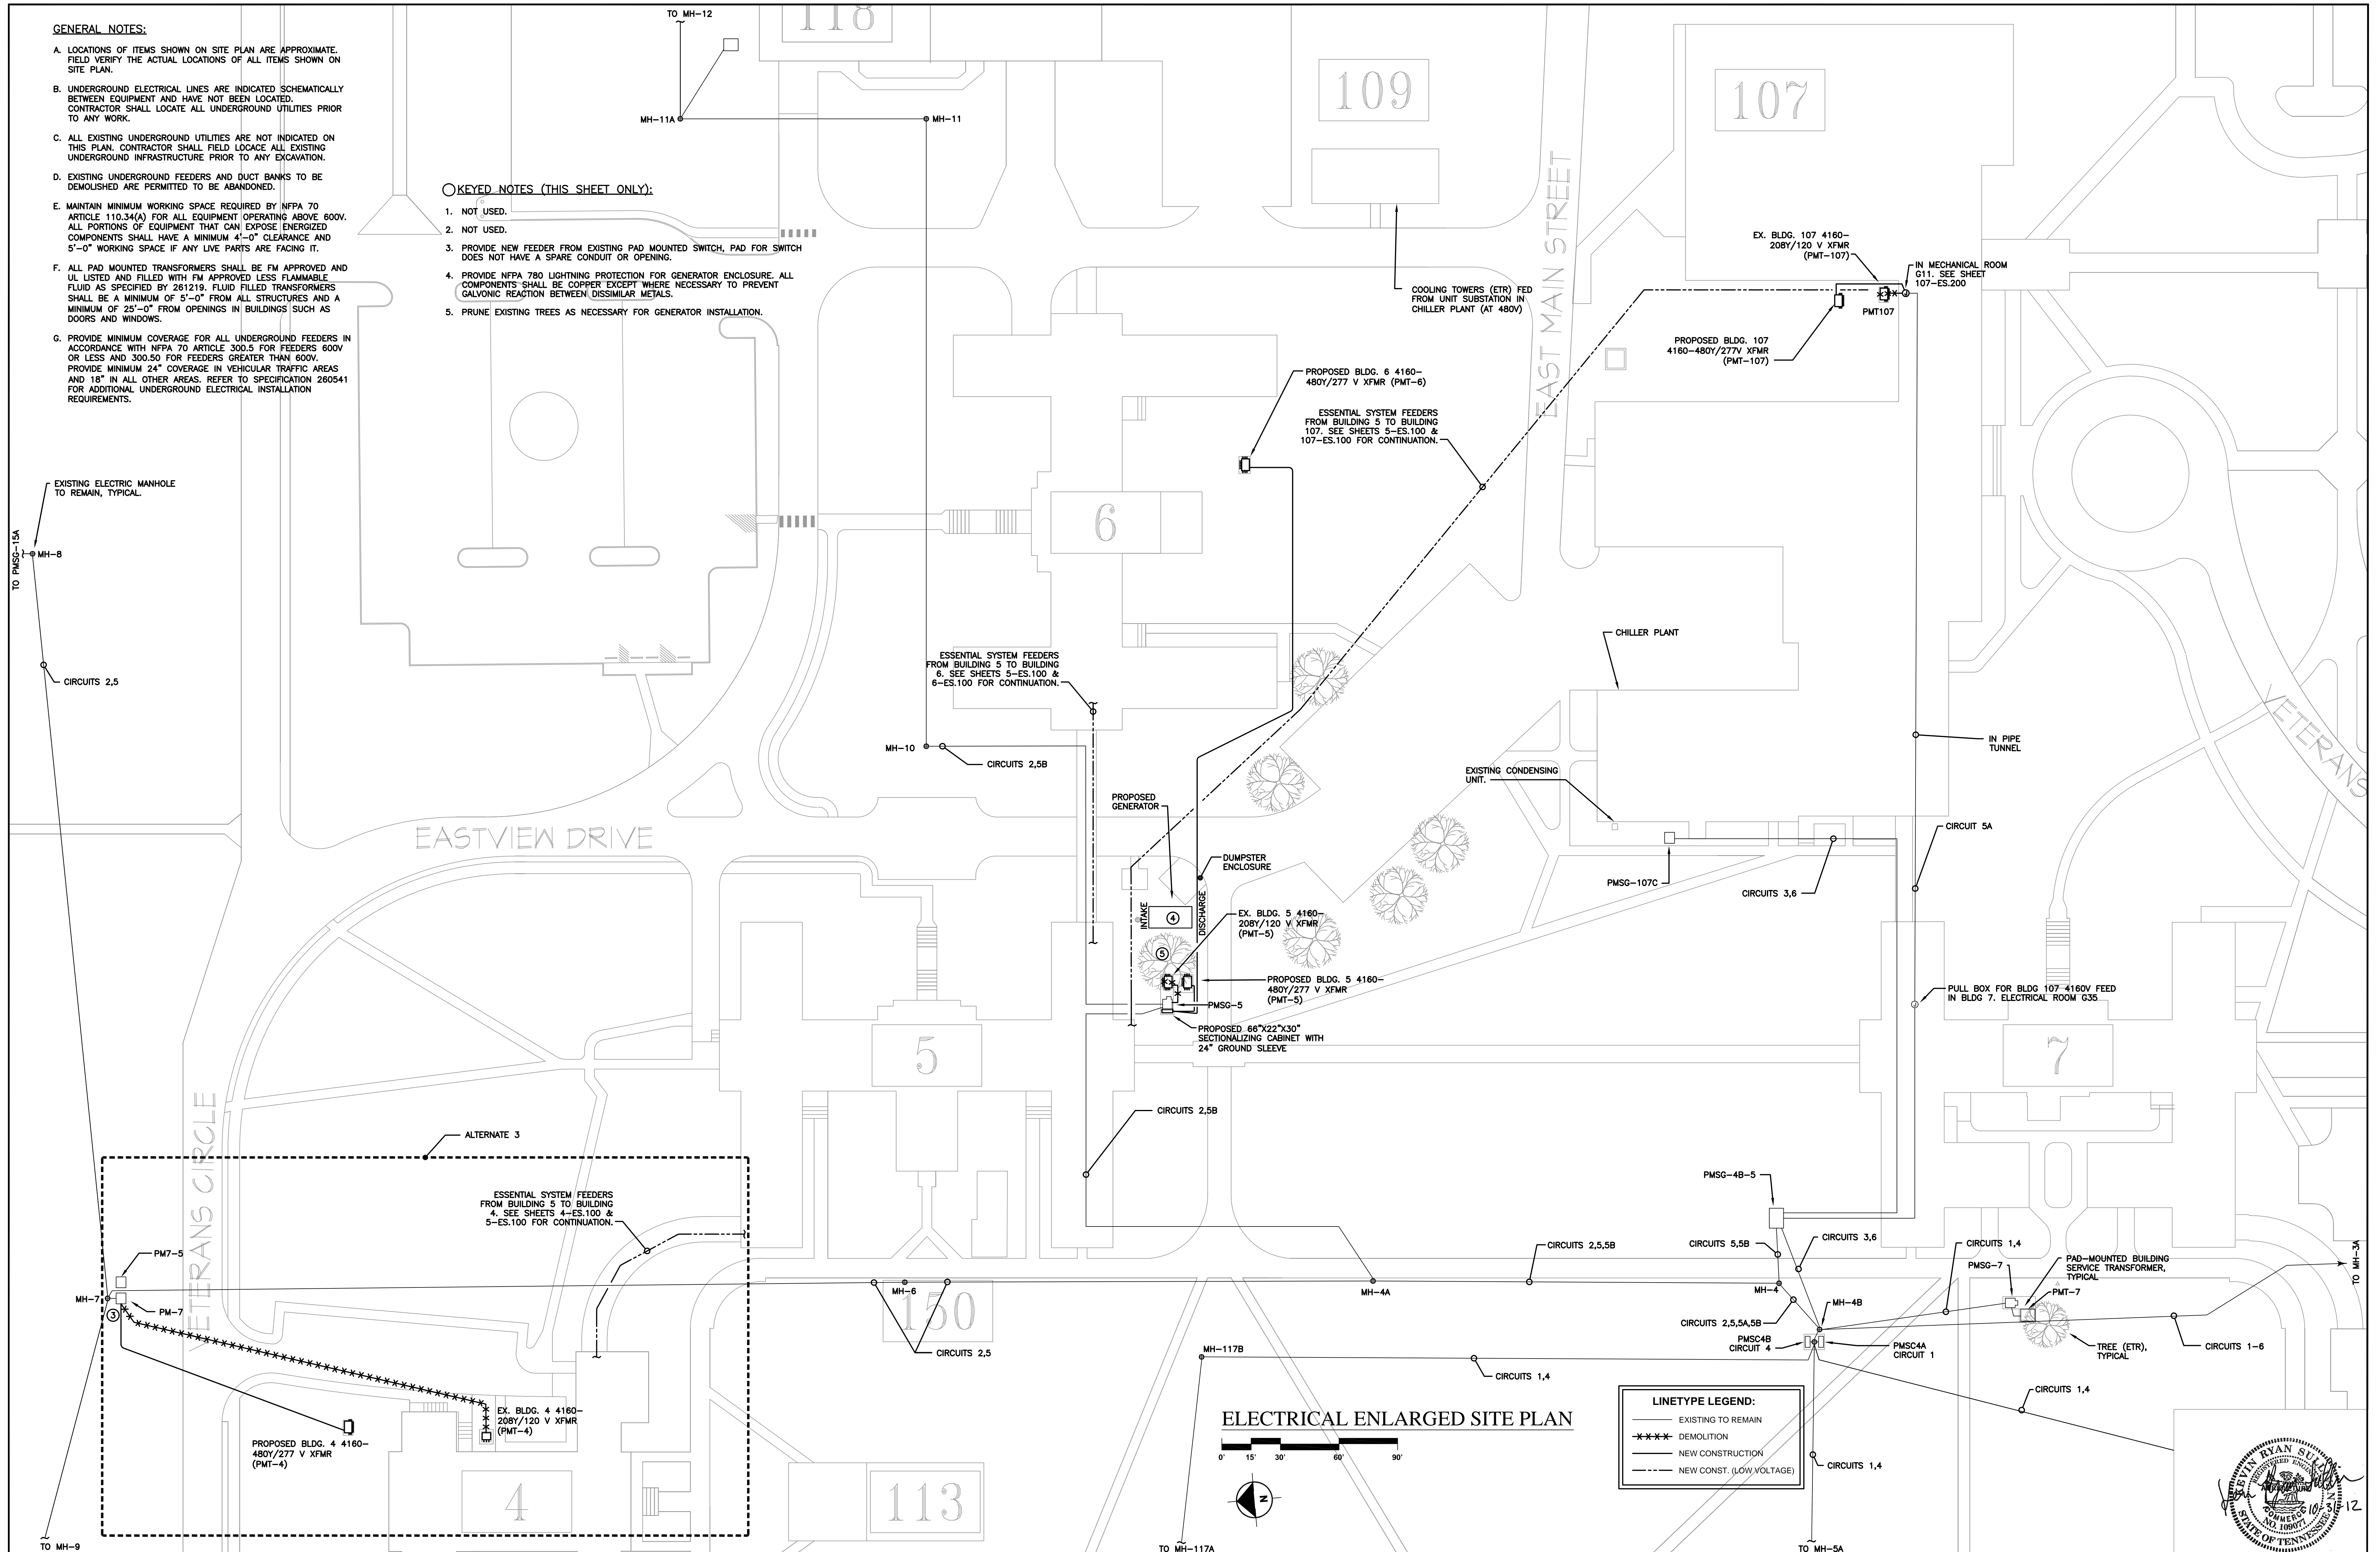 GENERAL NOTES:
A. LOCATIONS OF ITEMS SHOWN ON SITE PLAN ARE APPROXIMATE.
FIELD VERIFY THE ACTUAL LOCATIONS OF ALL ITEMS SHOWN ON
SITE PLAN.
B. UNDERGROUND ELECTRICAL LINES ARE INDICATED SCHEMATICALLY
BETWEEN EQUIPMENT AND HAVE NOT BEEN LOCATED.
CONTRACTOR SHALL LOCATE ALL UNDERGROUND UTILITIES PRIOR
TO ANY WORK.
C. ALL EXISTING UNDERGROUND UTILITIES ARE NOT INDICATED ON
THIS PLAN. CONTRACTOR SHALL FIELD LOCACE ALL EXISTING
UNDERGROUND INFRASTRUCTURE PRIOR TO ANY EXCAVATION.
D. EXISTING UNDERGROUND FEEDERS AND DUCT BANKS TO BE
DEMOLISHED ARE PERMITTED TO BE ABANDONED.
E. MAINTAIN MINIMUM WORKING SPACE REQUIRED BY NFPA 70
ARTICLE 110.34(A) FOR ALL EQUIPMENT OPERATING ABOVE 600V.
ALL PORTIONS OF EQUIPMENT THAT CAN EXPOSE ENERGIZED
COMPONENTS SHALL HAVE A MINIMUM 4'-0" CLEARANCE AND
5'-0" WORKING SPACE IF ANY LIVE PARTS ARE FACING IT.
F. ALL PAD MOUNTED TRANSFORMERS SHALL BE FM APPROVED AND
UL LISTED AND FILLED WITH FM APPROVED LESS FLAMMABLE
FLUID AS SPECIFIED BY 261219. FLUID FILLED TRANSFORMERS
SHALL BE A MINIMUM OF 5'-0" FROM ALL STRUCTURES AND A
MINIMUM OF 25'-0" FROM OPENINGS IN BUILDINGS SUCH AS
DOORS AND WINDOWS.
G. PROVIDE MINIMUM COVERAGE FOR ALL UNDERGROUND FEEDERS IN
ACCORDANCE WITH NFPA 70 ARTICLE 300.5 FOR FEEDERS 600V
OR LESS AND 300.50 FOR FEEDERS GREATER THAN 600V.
PROVIDE MINIMUM 24" COVERAGE IN VEHICULAR TRAFFIC AREAS
AND 18" IN ALL OTHER AREAS. REFER TO SPECIFICATION 260541
FOR ADDITIONAL UNDERGROUND ELECTRICAL INSTALLATION
REQUIREMENTS.
KEYED NOTES (THIS SHEET ONLY):
1. NOT USED.
2. NOT USED.
3. PROVIDE NEW FEEDER FROM EXISTING PAD MOUNTED SWITCH, PAD FOR SWITCH
DOES NOT HAVE A SPARE CONDUIT OR OPENING.
4. PROVIDE NFPA 780 LIGHTNING PROTECTION FOR GENERATOR ENCLOSURE. ALL
COMPONENTS SHALL BE COPPER EXCEPT WHERE NECESSARY TO PREVENT
GALVONIC REACTION BETWEEN DISSIMILAR METALS.
5. PRUNE EXISTING TREES AS NECESSARY FOR GENERATOR INSTALLATION.
TO MH-12
118
MH-11A
MH-11
109
107
EAST MAIN STREET
COOLING TOWERS (ETR) FED
FROM UNIT SUBSTATION IN
CHILLER PLANT (AT 480V)
EX. BLDG. 107 4160-
208Y/120 V XFMR
(PMT-107)
IN MECHANICAL ROOM
G11. SEE SHEET
107-ES.200
PMT107
PROPOSED BLDG. 107
4160-480Y/277V XFMR
(PMT-107)
PROPOSED BLDG. 6 4160-
480Y/277 V XFMR (PMT-6)
ESSENTIAL SYSTEM FEEDERS
FROM BUILDING 5 TO BUILDING
107. SEE SHEETS 5-ES.100 &
107-ES.100 FOR CONTINUATION.
EXISTING ELECTRIC MANHOLE
TO REMAIN, TYPICAL.
TO PMSG-15A
MH-8
6
CIRCUITS 2,5
CHILLER PLANT
ESSENTIAL SYSTEM FEEDERS
FROM BUILDING 5 TO BUILDING
6. SEE SHEETS 5-ES.100 &
6-ES.100 FOR CONTINUATION.
MH-10
CIRCUITS 2,5B
IN PIPE
TUNNEL
VETERANS
EXISTING CONDENSING
UNIT.
PROPOSED
GENERATOR
EASTVIEW DRIVE
CIRCUIT 5A
DUMPSTER
ENCLOSURE
PMSG-107C
CIRCUITS 3,6
INTAKE
4
DISCHARGE
EX. BLDG. 5 4160-
208Y/120 V XFMR
(PMT-5)
5
PROPOSED BLDG. 5 4160-
480Y/277 V XFMR
(PMT-5)
PMSG-5
PULL BOX FOR BLDG 107 4160V FEED
IN BLDG 7. ELECTRICAL ROOM G35
PROPOSED 66"X22"X30"
SECTIONALIZING CABINET WITH
24" GROUND SLEEVE
5
7
CIRCUITS 2,5B
VETERANS CIRCLE
ALTERNATE 3
PMSG-4B-5
ESSENTIAL SYSTEM FEEDERS
FROM BUILDING 5 TO BUILDING
4. SEE SHEETS 4-ES.100 &
5-ES.100 FOR CONTINUATION.
CIRCUITS 2,5,5B
CIRCUITS 5,5B
CIRCUITS 3,6
CIRCUITS 1,4
PM7-5
PMSG-7
PAD-MOUNTED BUILDING
SERVICE TRANSFORMER,
TYPICAL
TO MH-3A
MH-7
PM-7
3
MH-6
150
MH-4A
MH-4
PMT-7
MH-4B
CIRCUITS 2,5,5A,5B
PMSC4B
CIRCUIT 4
PMSC4A
CIRCUIT 1
TREE (ETR),
TYPICAL
CIRCUITS 1-6
CIRCUITS 2,5
MH-117B
CIRCUITS 1,4
CIRCUITS 1,4
EX. BLDG. 4 4160-
208Y/120 V XFMR
(PMT-4)
PROPOSED BLDG. 4 4160-
480Y/277 V XFMR
(PMT-4)
ELECTRICAL ENLARGED SITE PLAN
0' 15' 30' 60' 90'
N
LINETYPE LEGEND:
EXISTING TO REMAIN
DEMOLITION
NEW CONSTRUCTION
NEW CONST. (LOW VOLTAGE)
CIRCUITS 1,4
4
113
TO MH-9
TO MH-117A
TO MH-5A
KEVIN RYAN
REGISTERED ENGINEER
COMMERCE
NO. 109077
STATE OF TENNESSEE
10-31-12